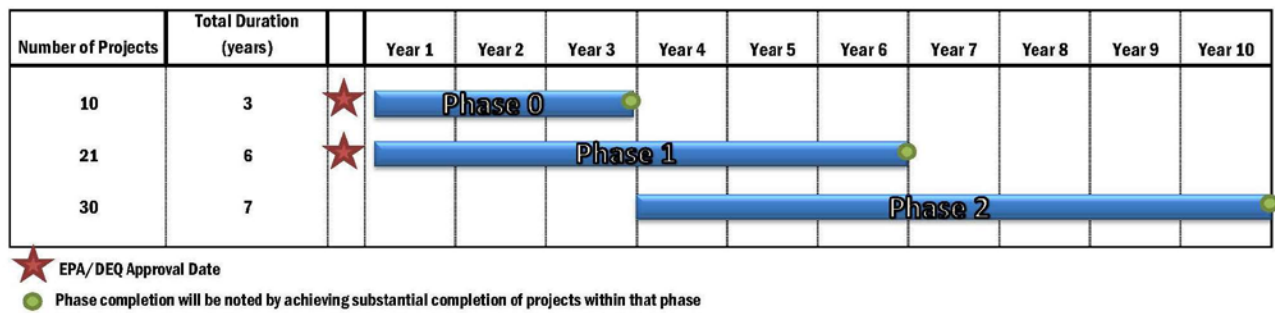 Total Duration
Number of Projects (years) Year 1 Year 2 Year 3 Year 4 Year 5 Year 6 Year 7 Year 8 Year 9 Year 10
10 3 Phase 0
21 6 Phase 1
30 7 Phase 2
EPA/DEQ Approval Date
Phase completion will be noted by achieving substantial completion of projects within that phase